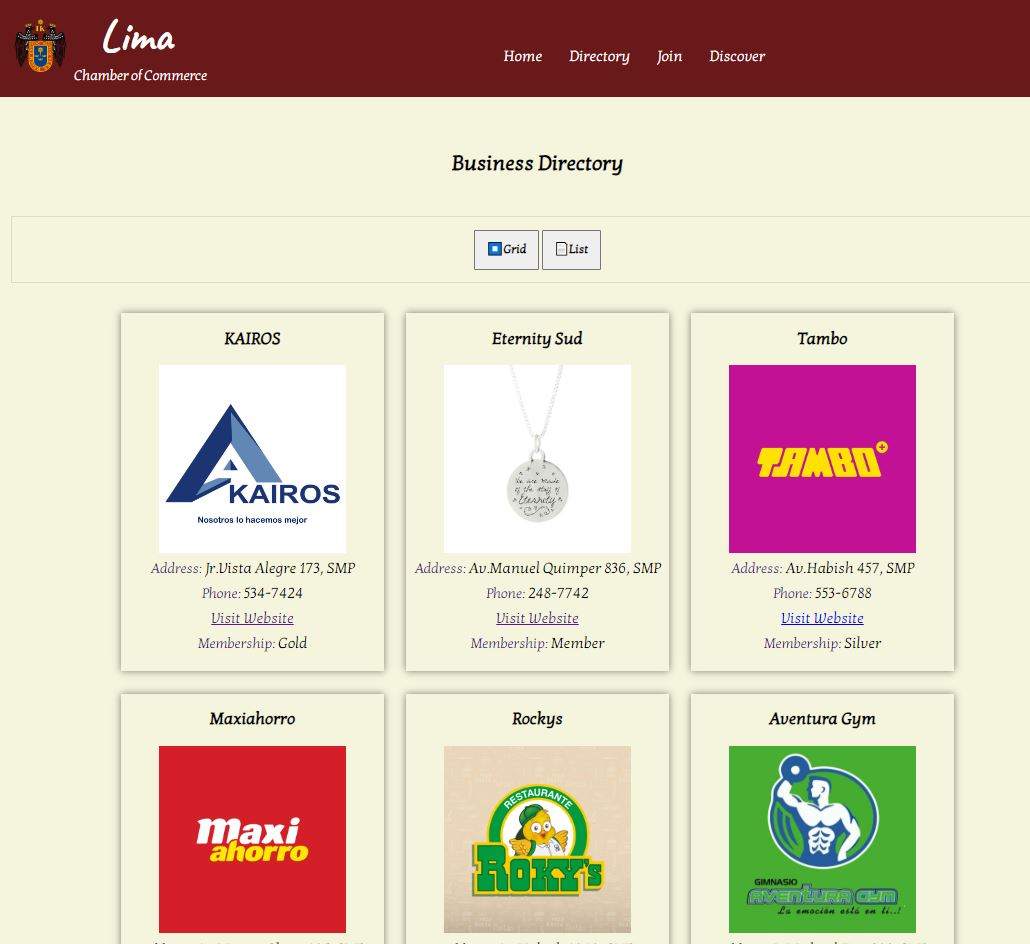 Lima
Chamber of Commerce
Home Directory Join Discover
Business Directory
Grid List
KAIROS
KAIROS
Nosotros lo hacemos mejor
Address: Jr.Vista Alegre 173, SMP
Phone: 534-7424
Visit Website
Membership: Gold
Eternity Sud
We are made
of the stuff of
Eternity
Address: Av.Manuel Quimper 836, SMP
Phone: 248-7742
Visit Website
Membership: Member
Tambo
TAMBO+
Address: Av.Habish 457, SMP
Phone: 553-6788
Visit Website
Membership: Silver
Maxiahorro
maxi
ahorro
Rockys
RESTAURANTE
ROKY's
Aventura Gym
GIMNASIO
AVENTURA GYM
La emoción está en ti..!